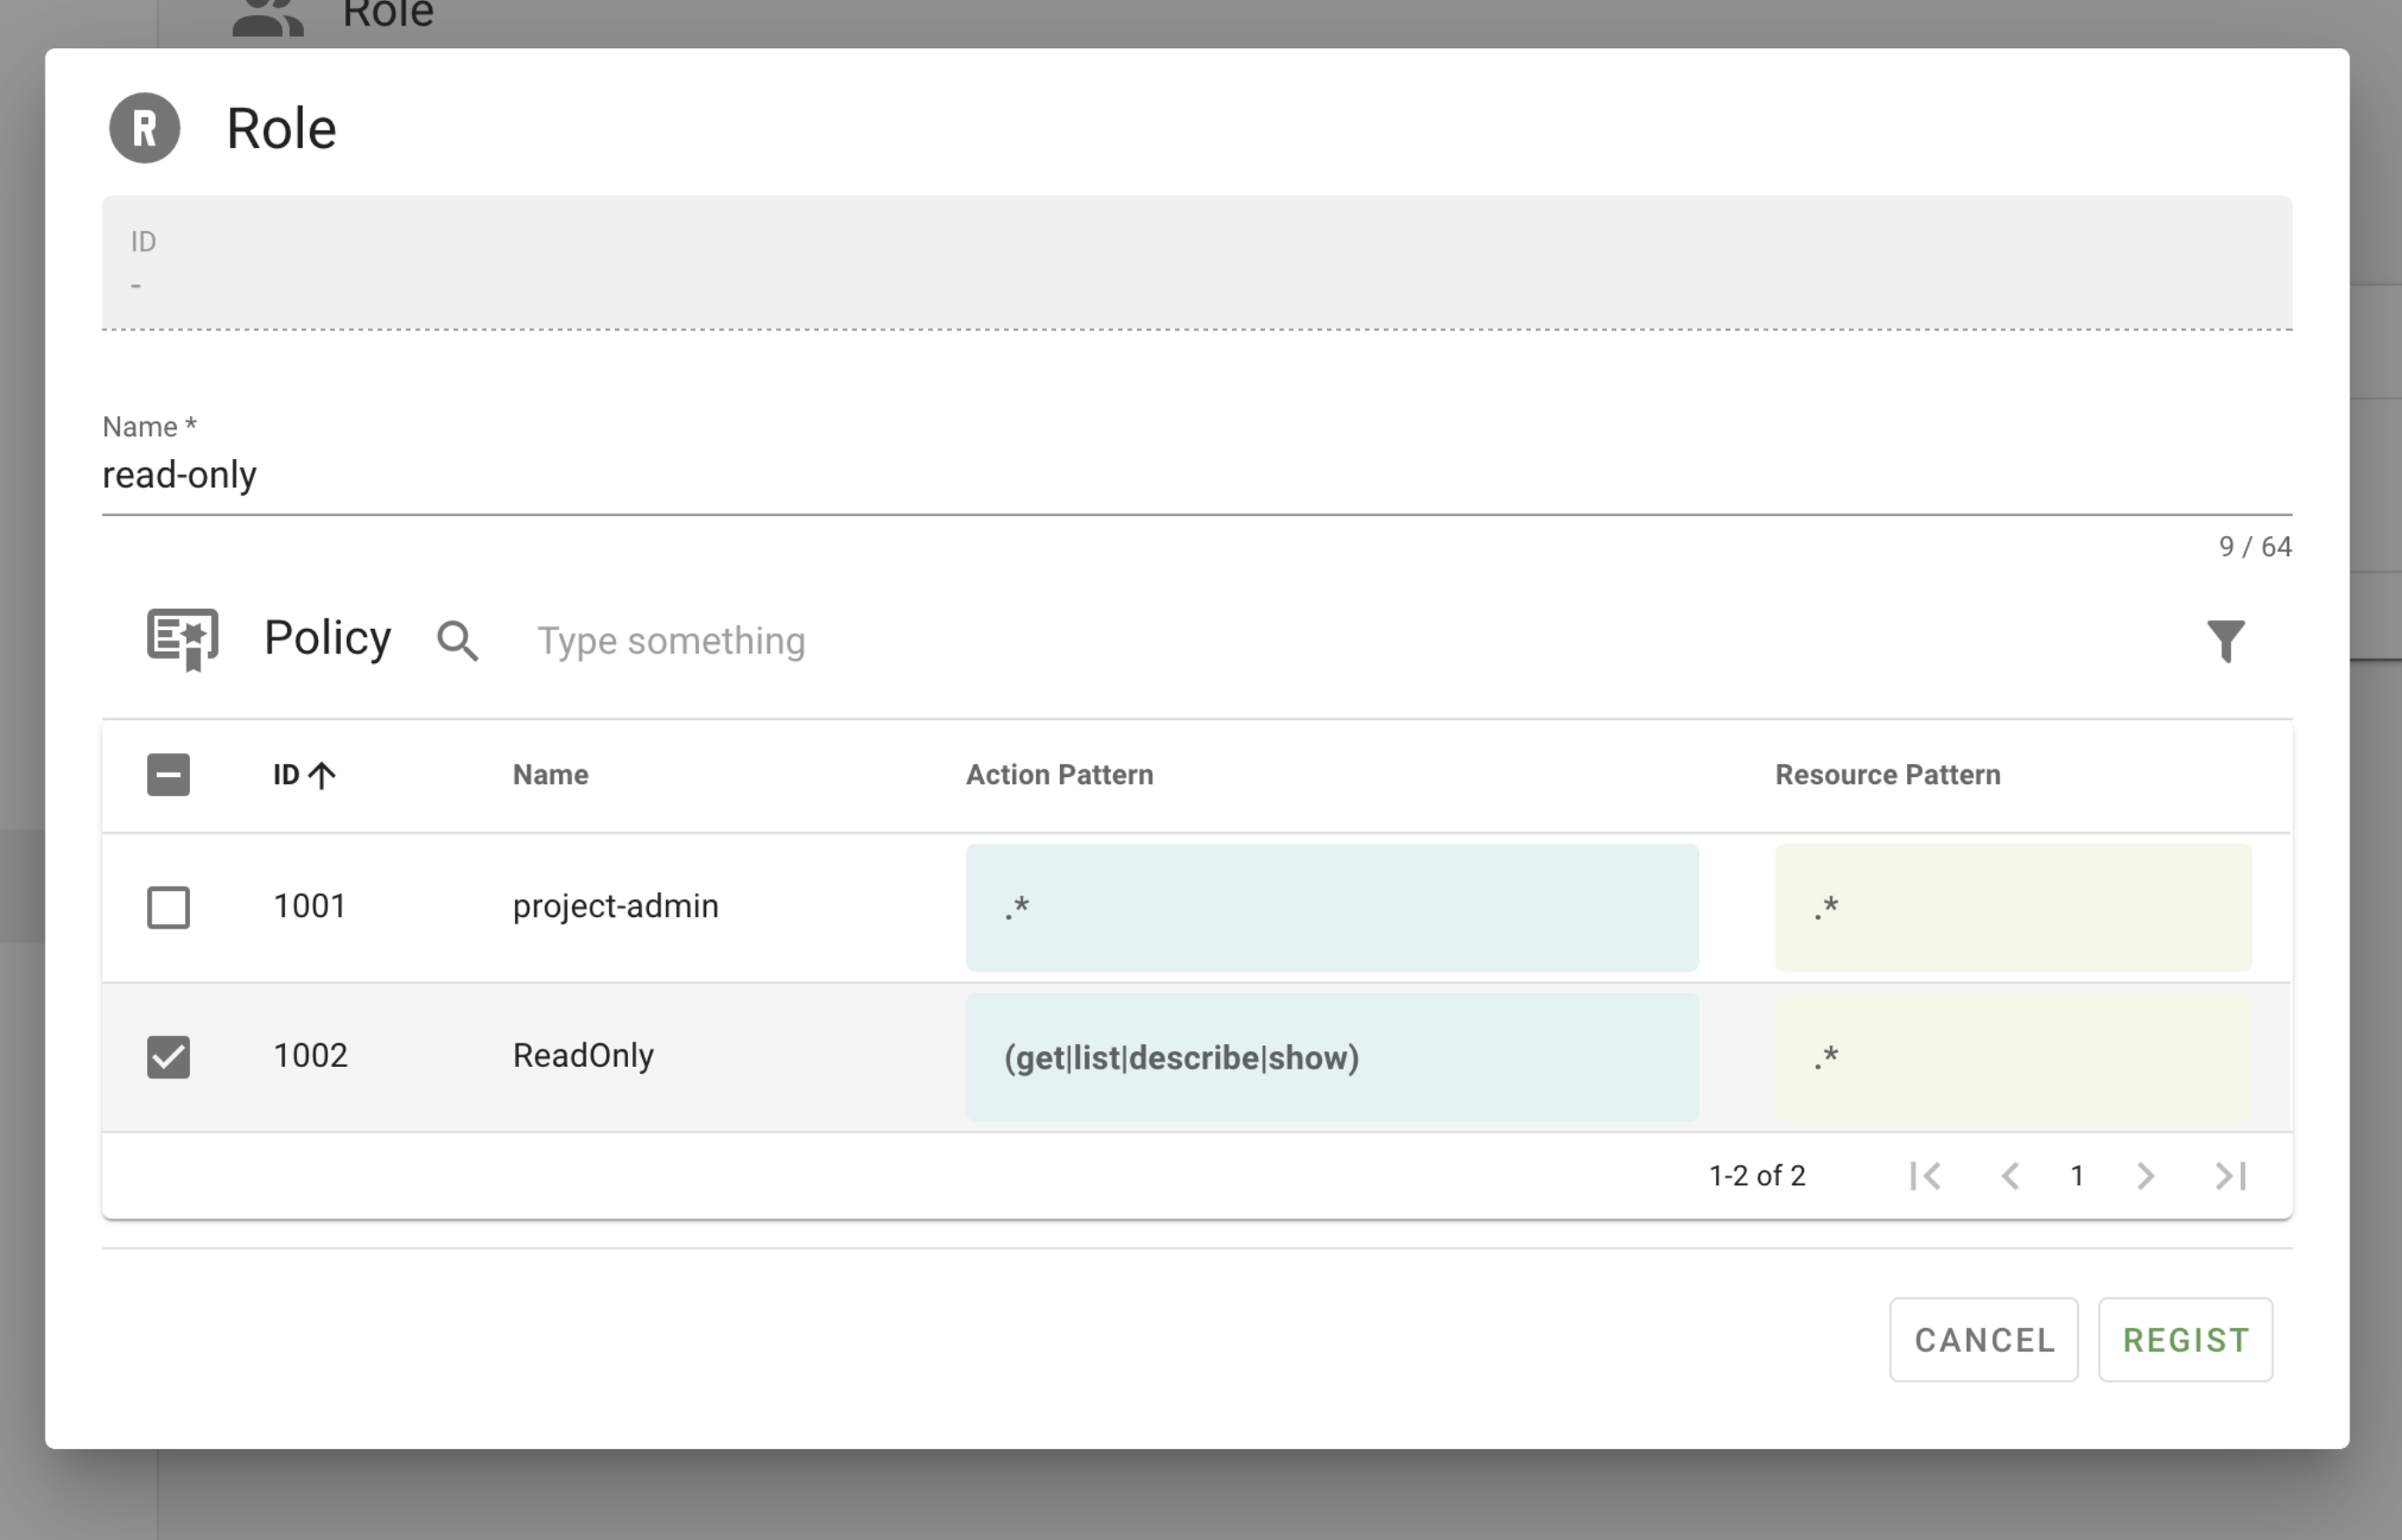 Role
R Role
ID
-
Name *
read-only
9 / 64
Policy Type something
ID Name Action Pattern Resource Pattern
1001 project-admin .* .*
1002 ReadOnly (get|list|describe|show) .*
1-2 of 2 1
CANCEL REGIST